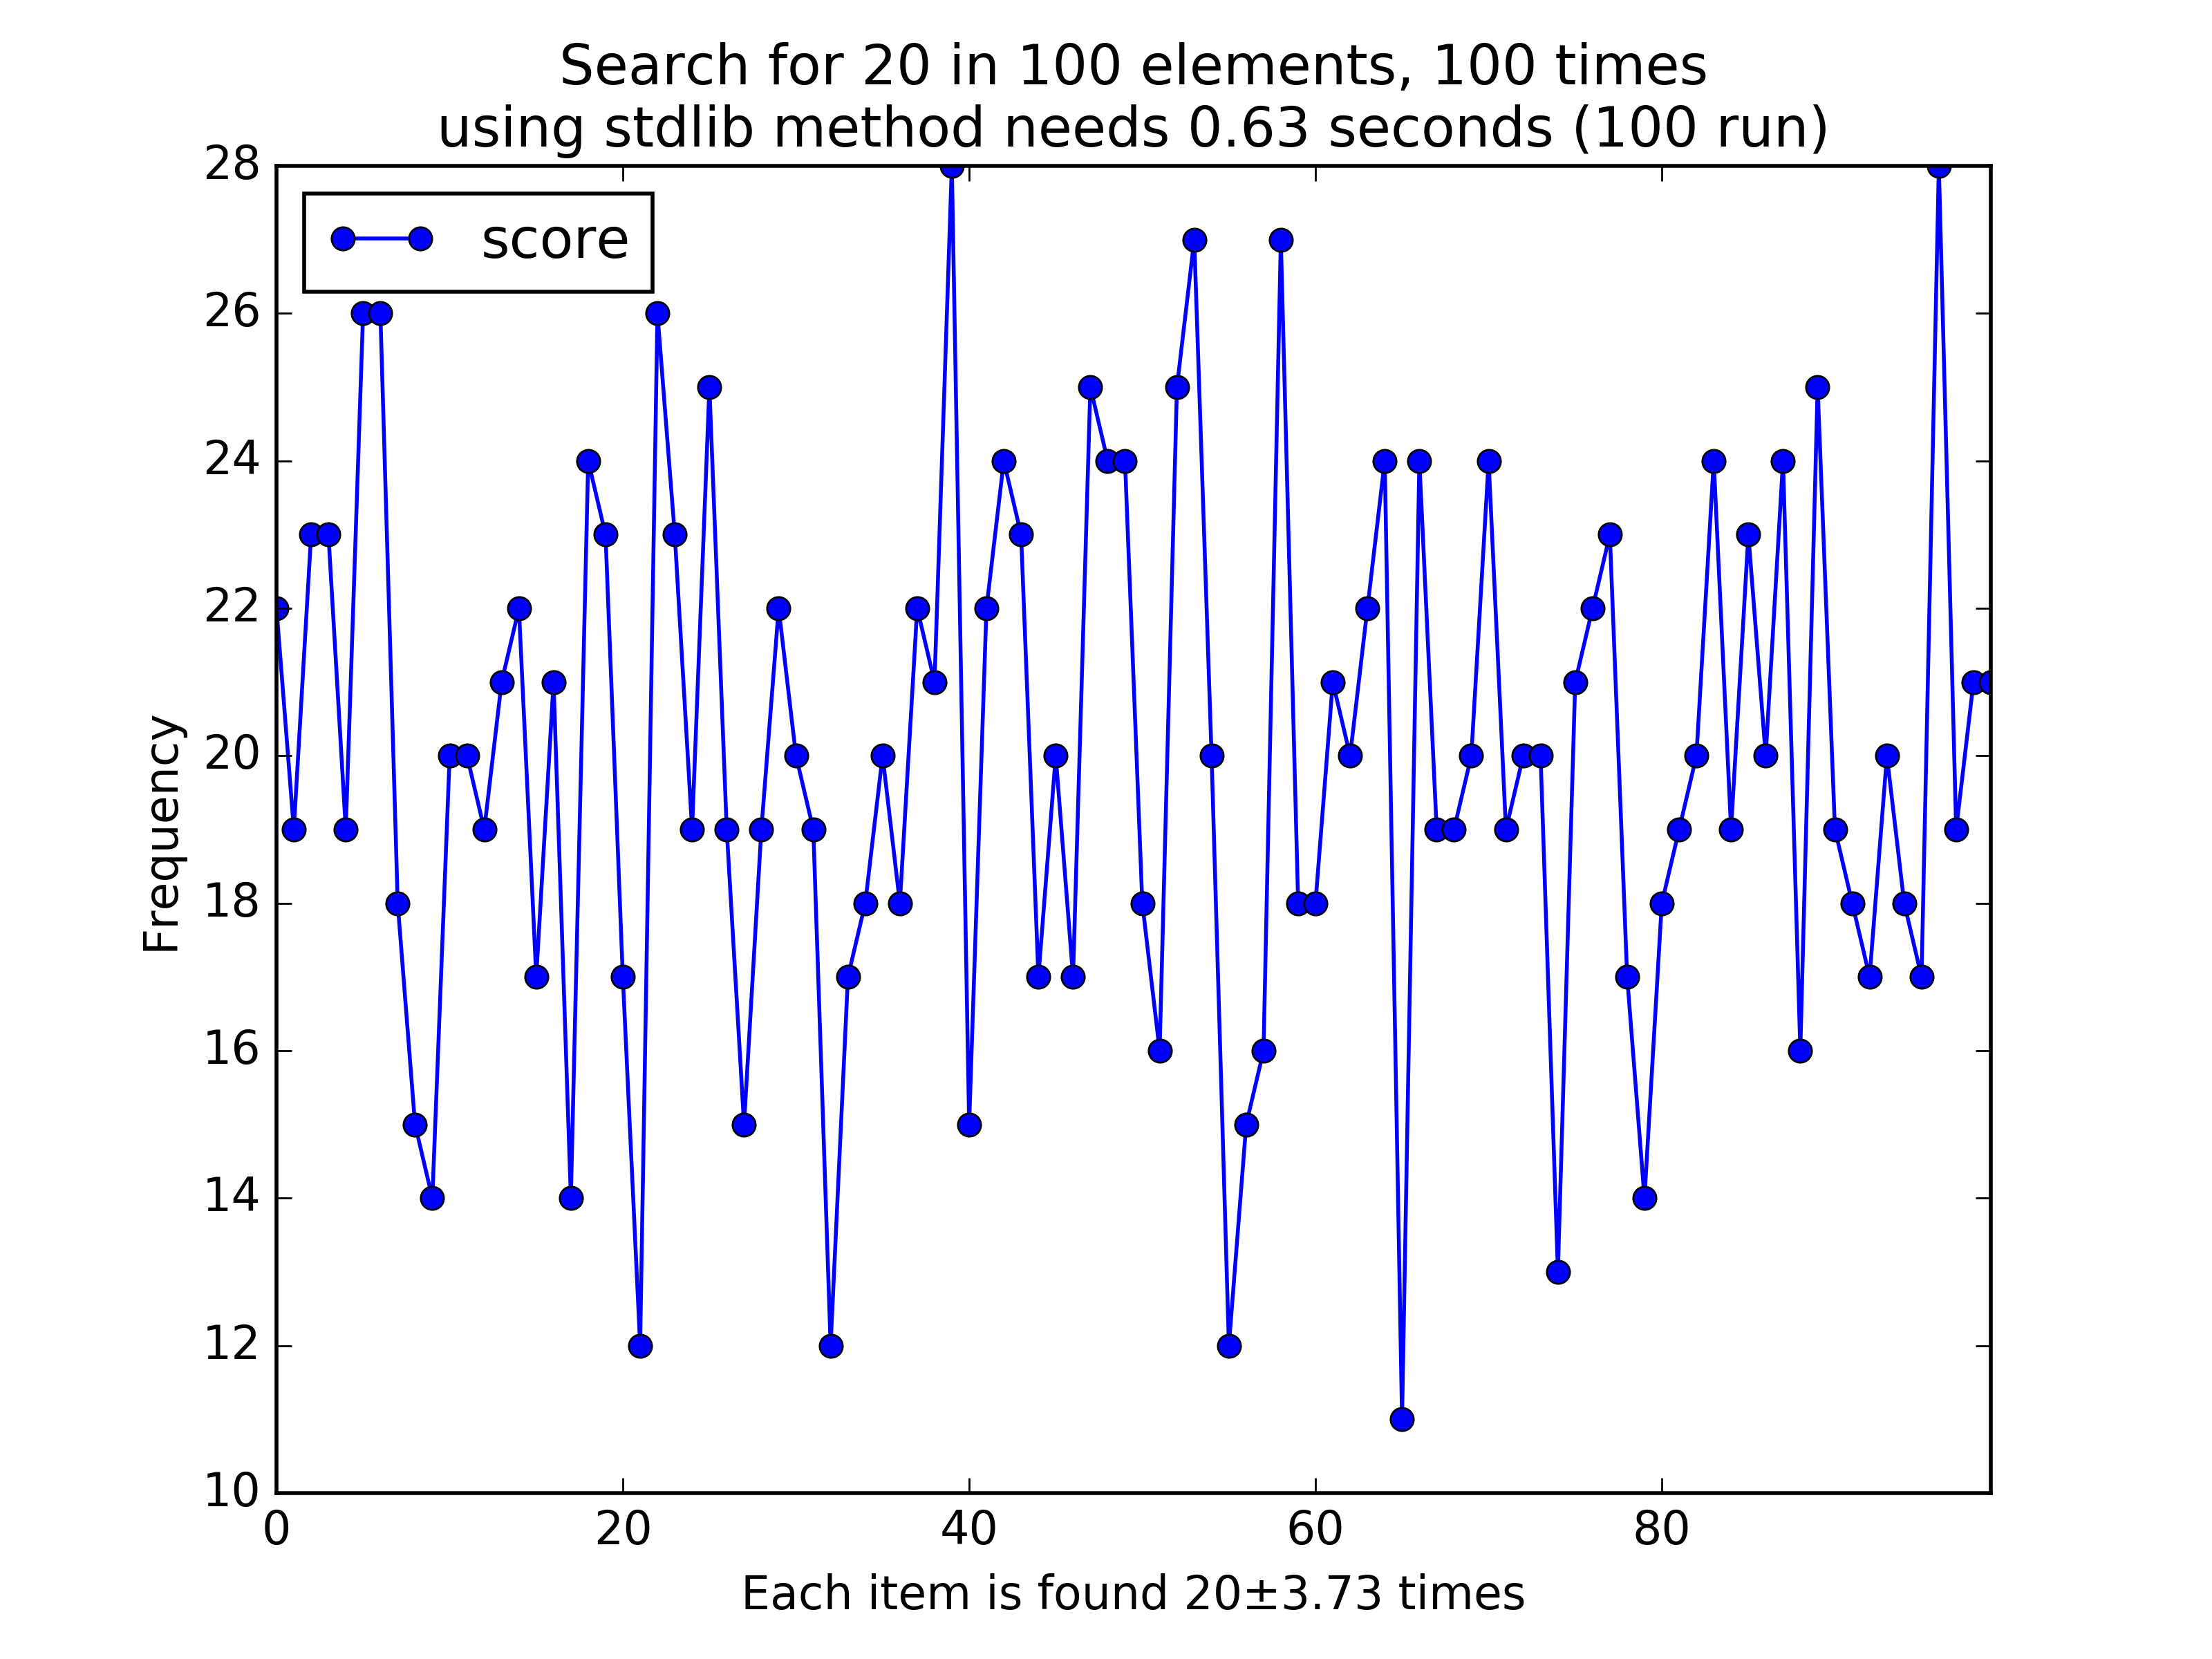 Search for 20 in 100 elements, 100 times
using stdlib method needs 0.63 seconds (100 run)
28
score
26
24
22
20
18
16
14
12
10
Frequency
0 20 40 60 80
Each item is found 20±3.73 times